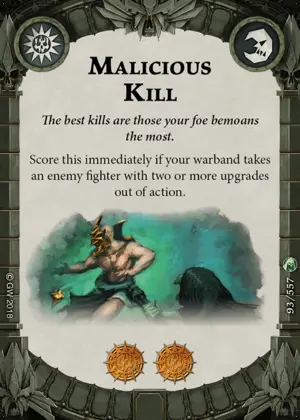 MALICIOUS
KILL
The best kills are those your foe bemoans
the most.
Score this immediately if your warband takes
an enemy fighter with two or more upgrades
out of action.
© GW 2018
93/557